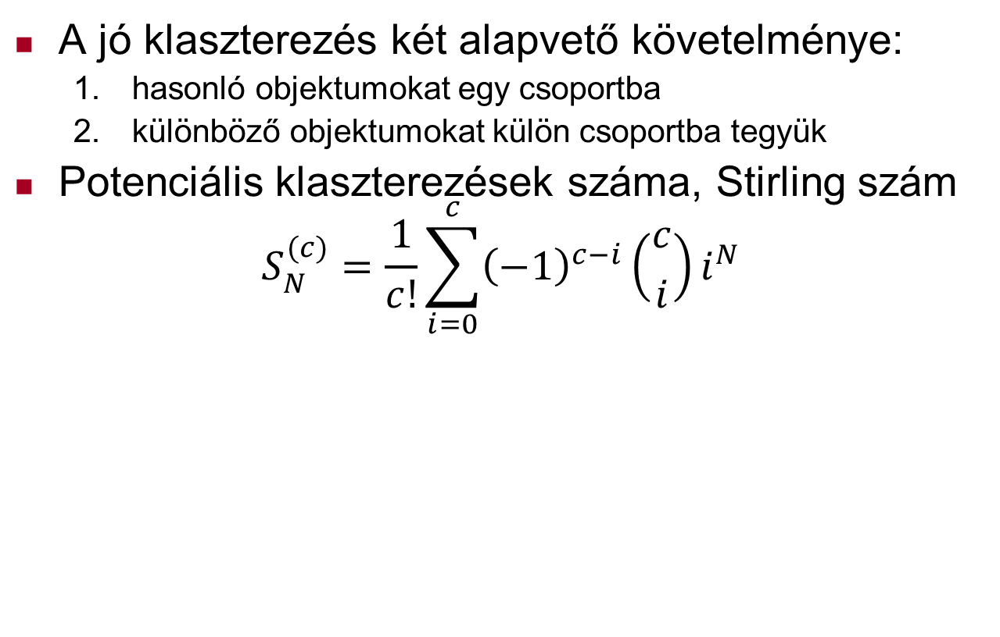 ▪ A jó klaszterezés két alapvető követelménye:
1. hasonló objektumokat egy csoportba
2. különböző objektumokat külön csoportba tegyük
▪ Potenciális klaszterezések száma, Stirling szám
$S_N^{(c)} = \frac{1}{c!} \sum_{i=0}^{c} (-1)^{c-i} \binom{c}{i} i^N$